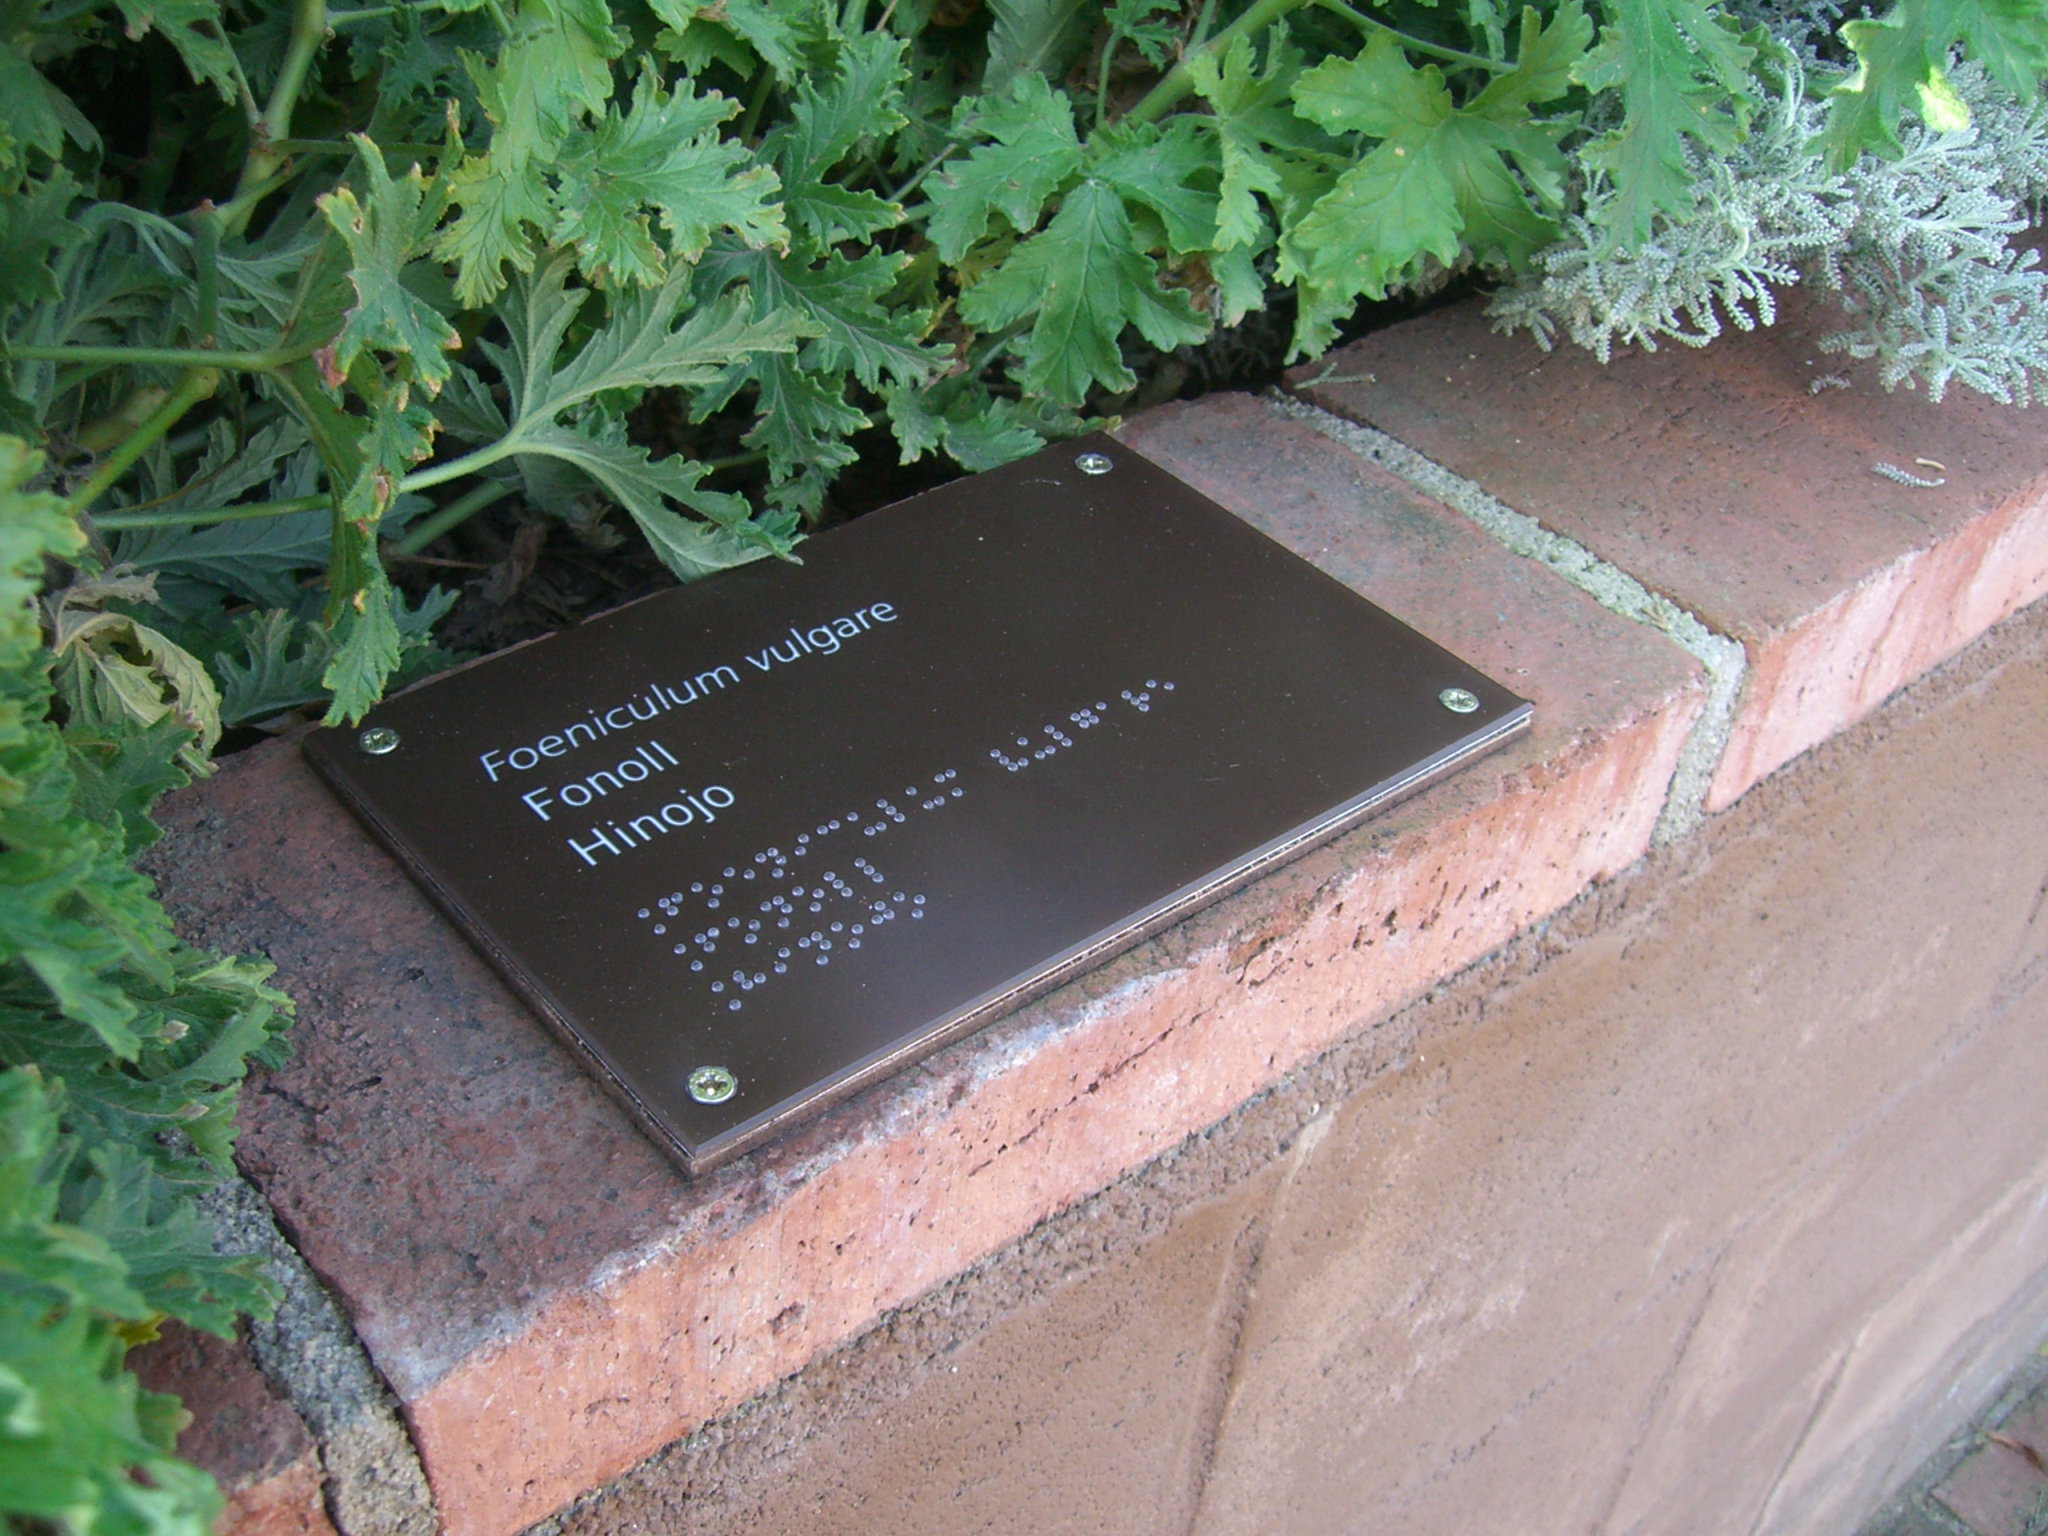 Foeniculum vulgare
Fonoll
Hinojo